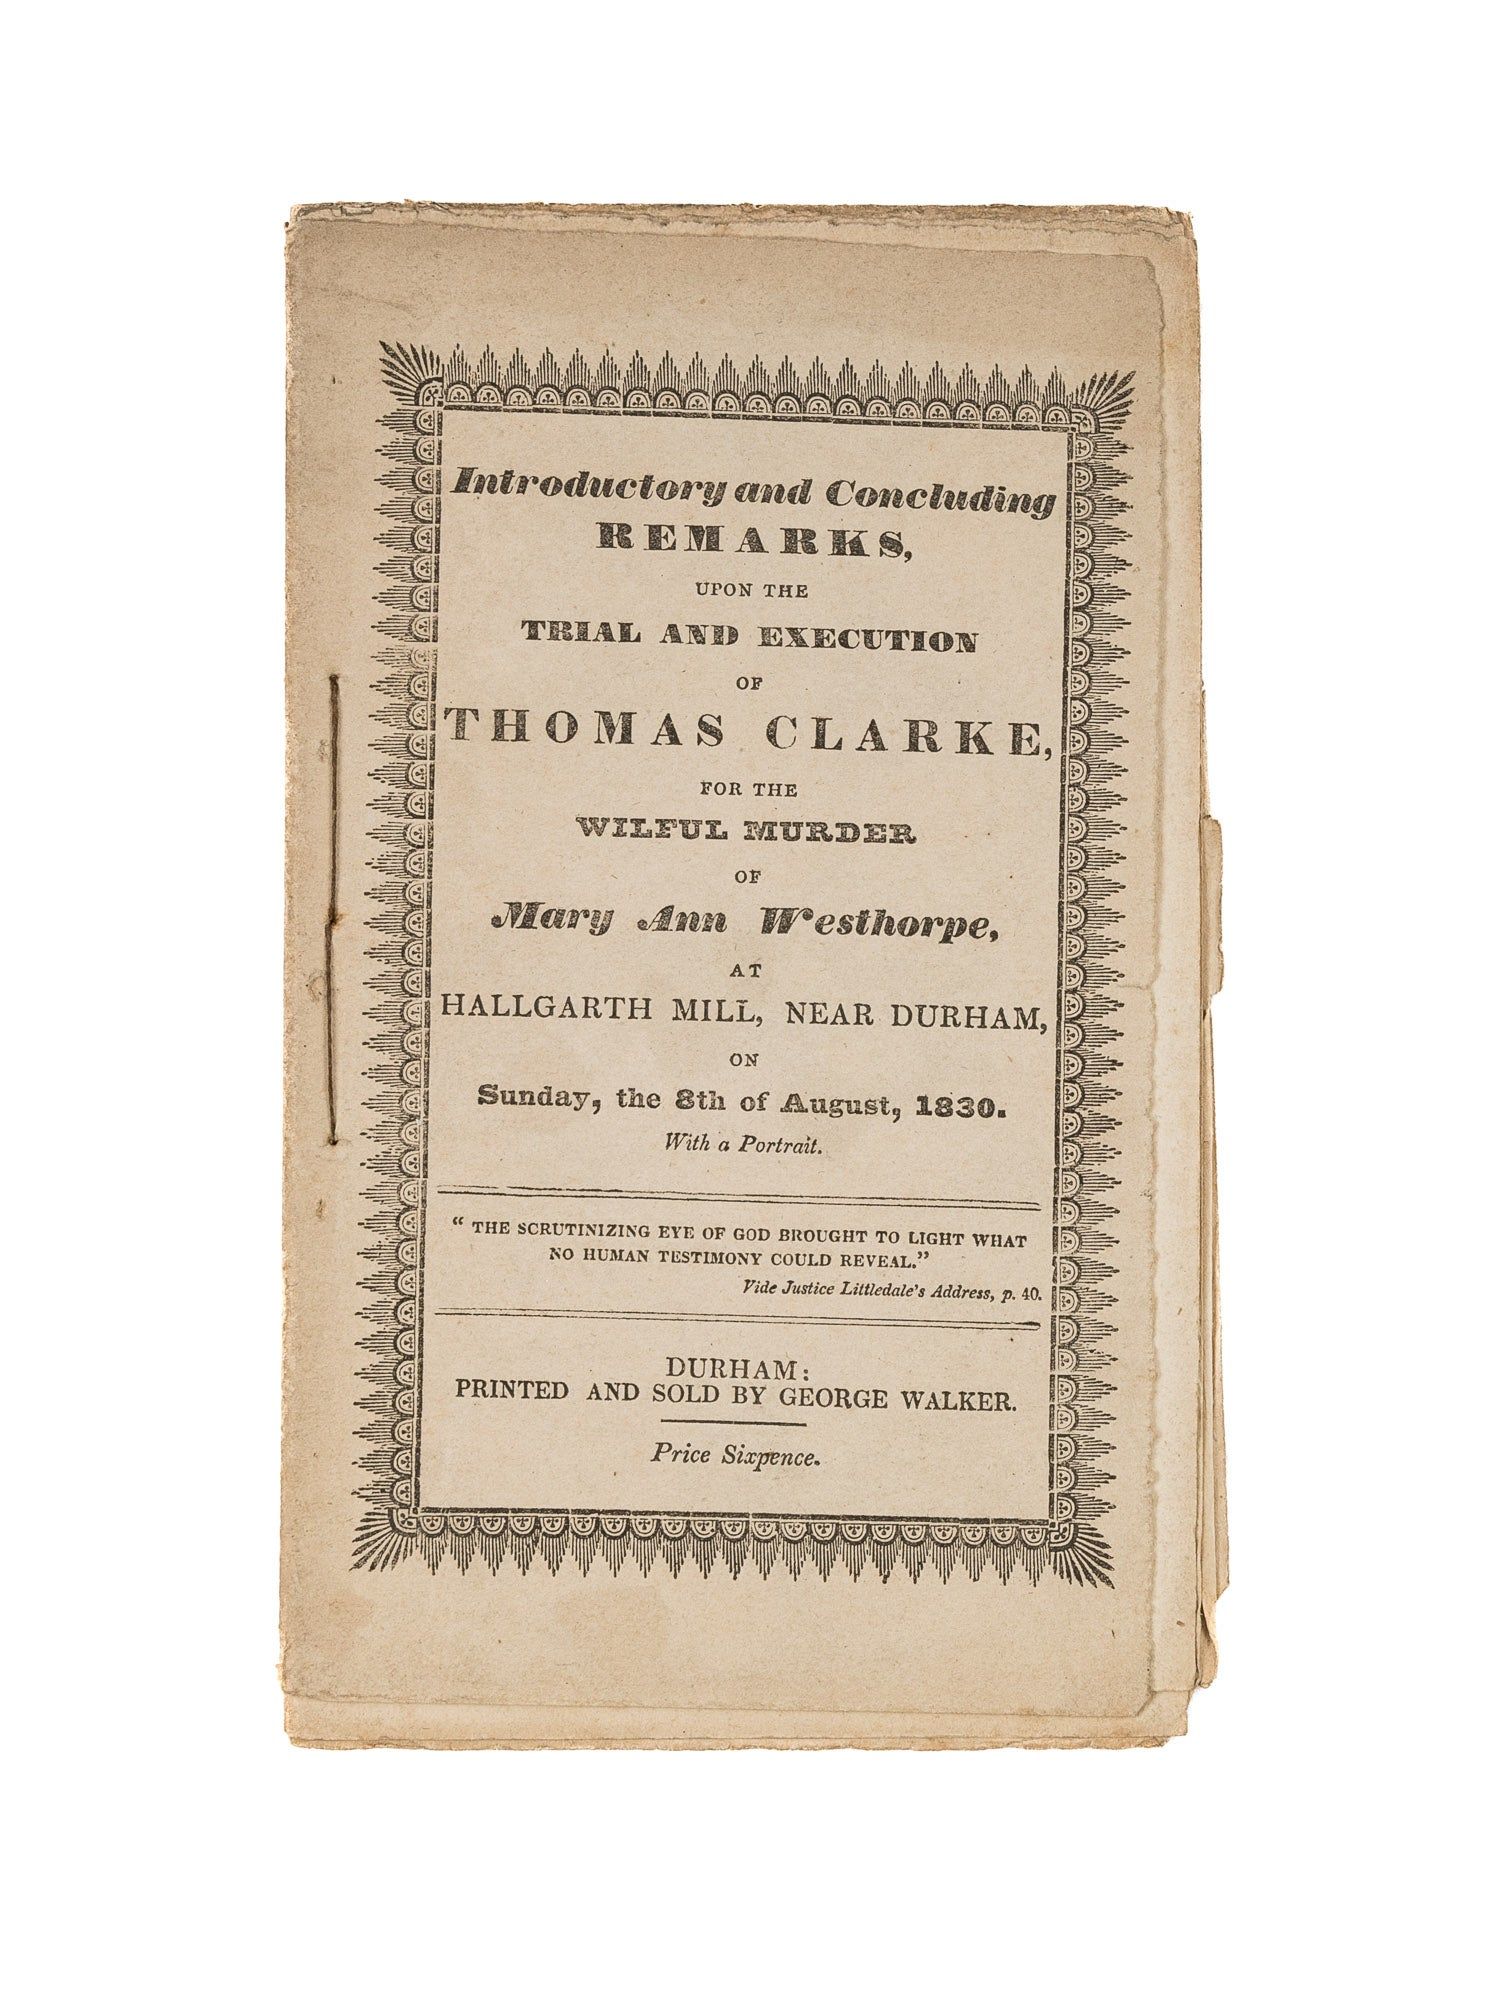 Introductory and Concluding
REMARKS,
UPON THE
TRIAL AND EXECUTION
OF
THOMAS CLARKE,
FOR THE
WILFUL MURDER
OF
Mary Ann Westhorpe,
AT
HALLGARTH MILL, NEAR DURHAM,
ON
Sunday, the 8th of August, 1830.
With a Portrait.
“THE SCRUTINIZING EYE OF GOD BROUGHT TO LIGHT WHAT
NO HUMAN TESTIMONY COULD REVEAL.”
Vide Justice Littledale's Address, p. 40.
DURHAM:
PRINTED AND SOLD BY GEORGE WALKER.
Price Sixpence.